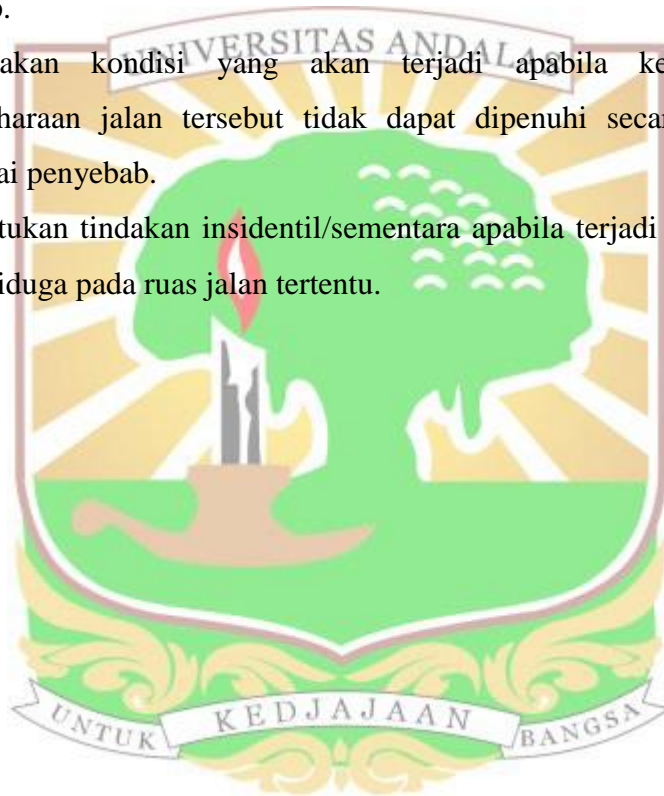 UNIVERSITAS ANDALAS
akan kondisi yang akan terjadi apabila ke
haraan jalan tersebut tidak dapat dipenuhi secar
ai penyebab.
tukan tindakan insidentil/sementara apabila terjadi
iduga pada ruas jalan tertentu.
UNTUK KEDJAJAAN BANGSA